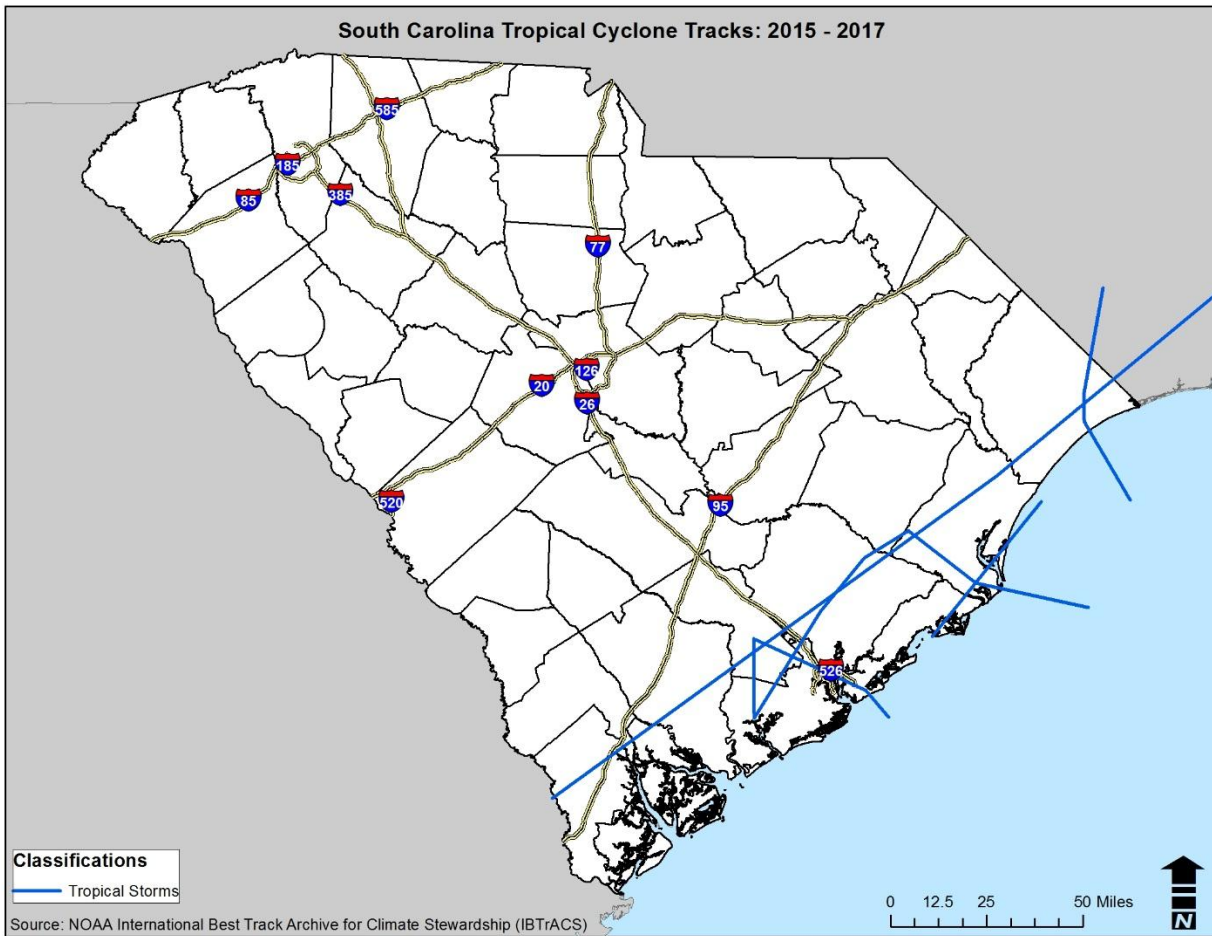 South Carolina Tropical Cyclone Tracks: 2015 - 2017
585
185
85
385
77
126
20
26
520
95
526
Classifications
Tropical Storms
0 12.5 25 50 Miles
N
Source: NOAA International Best Track Archive for Climate Stewardship (IBTrACS)